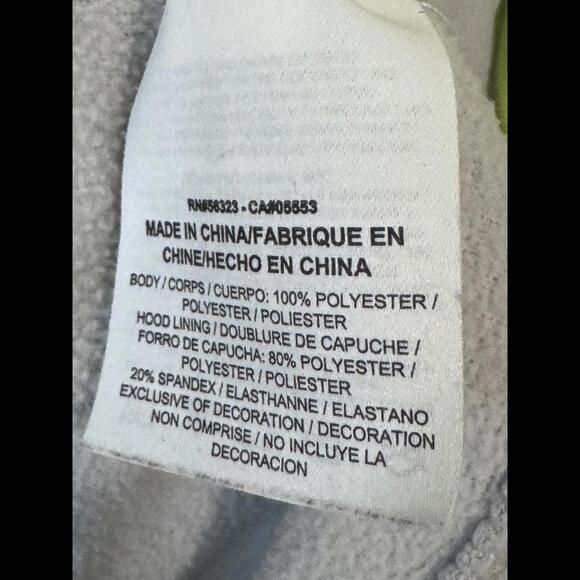 RN#56323 - CA#05553
MADE IN CHINA/FABRIQUE EN
CHINE/HECHO EN CHINA
BODY / CORPS / CUERPO: 100% POLYESTER /
POLYESTER / POLIESTER
HOOD LINING / DOUBLURE DE CAPUCHE /
FORRO DE CAPUCHA: 80% POLYESTER /
POLYESTER / POLIESTER
20% SPANDEX / ELASTHANNE / ELASTANO
EXCLUSIVE OF DECORATION / DECORATION
NON COMPRISE / NO INCLUYE LA
DECORACION